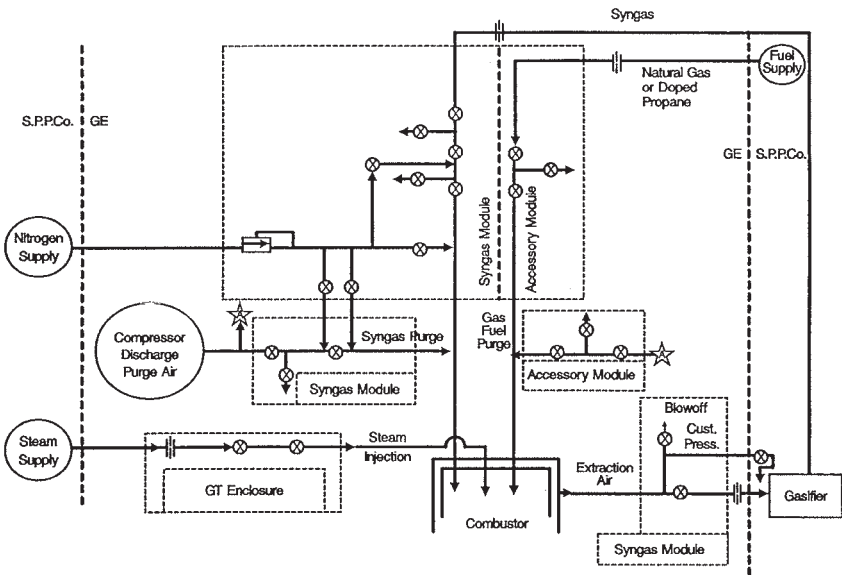 Syngas
Fuel
Supply
Natural Gas
or Doped
Propane
S.P.P.Co.
GE
GE
S.P.P.Co.
Nitrogen
Supply
Syngas Module
Accessory Module
Compressor
Discharge
Purge Air
A
Syngas Purge
Syngas Module
Gas
Fuel
Purge
A
Accessory Module
Steam
Supply
Steam
Injection
GT Enclosure
Combustor
Extraction
Air
Blowoff
Cust.
Press.
Gasifier
Syngas Module